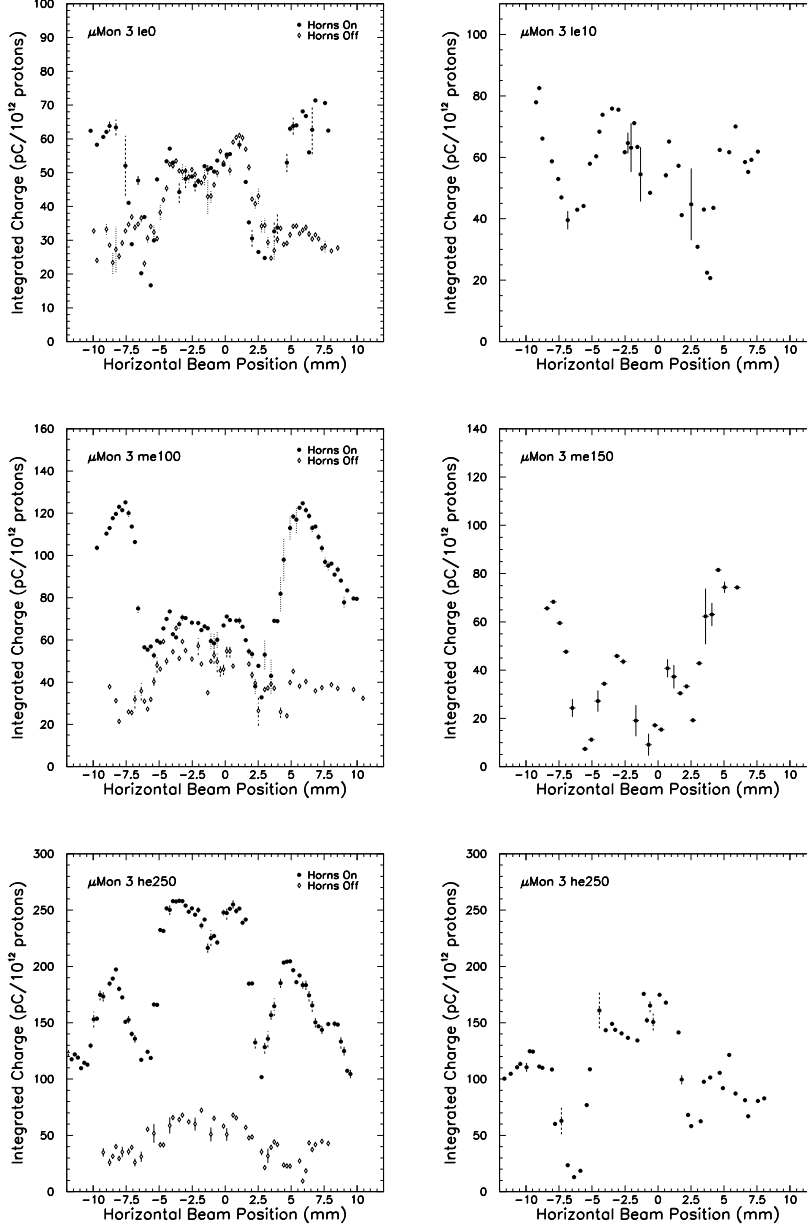 μMon 3 le0
Horns On
Horns Off
Integrated Charge (pC/10¹² protons)
100
90
80
70
60
50
40
30
20
10
0
−10 −7.5 −5 −2.5 0 2.5 5 7.5 10
Horizontal Beam Position (mm)
μMon 3 le10
Integrated Charge (pC/10¹² protons)
100
80
60
40
20
0
−10 −7.5 −5 −2.5 0 2.5 5 7.5 10
Horizontal Beam Position (mm)
μMon 3 me100
Horns On
Horns Off
Integrated Charge (pC/10¹² protons)
160
140
120
100
80
60
40
20
0
−10 −7.5 −5 −2.5 0 2.5 5 7.5 10
Horizontal Beam Position (mm)
μMon 3 me150
Integrated Charge (pC/10¹² protons)
140
120
100
80
60
40
20
0
−10 −7.5 −5 −2.5 0 2.5 5 7.5 10
Horizontal Beam Position (mm)
μMon 3 he250
Horns On
Horns Off
Integrated Charge (pC/10¹² protons)
300
250
200
150
100
50
0
−10 −7.5 −5 −2.5 0 2.5 5 7.5 10
Horizontal Beam Position (mm)
μMon 3 he250
Integrated Charge (pC/10¹² protons)
300
250
200
150
100
50
0
−10 −7.5 −5 −2.5 0 2.5 5 7.5 10
Horizontal Beam Position (mm)